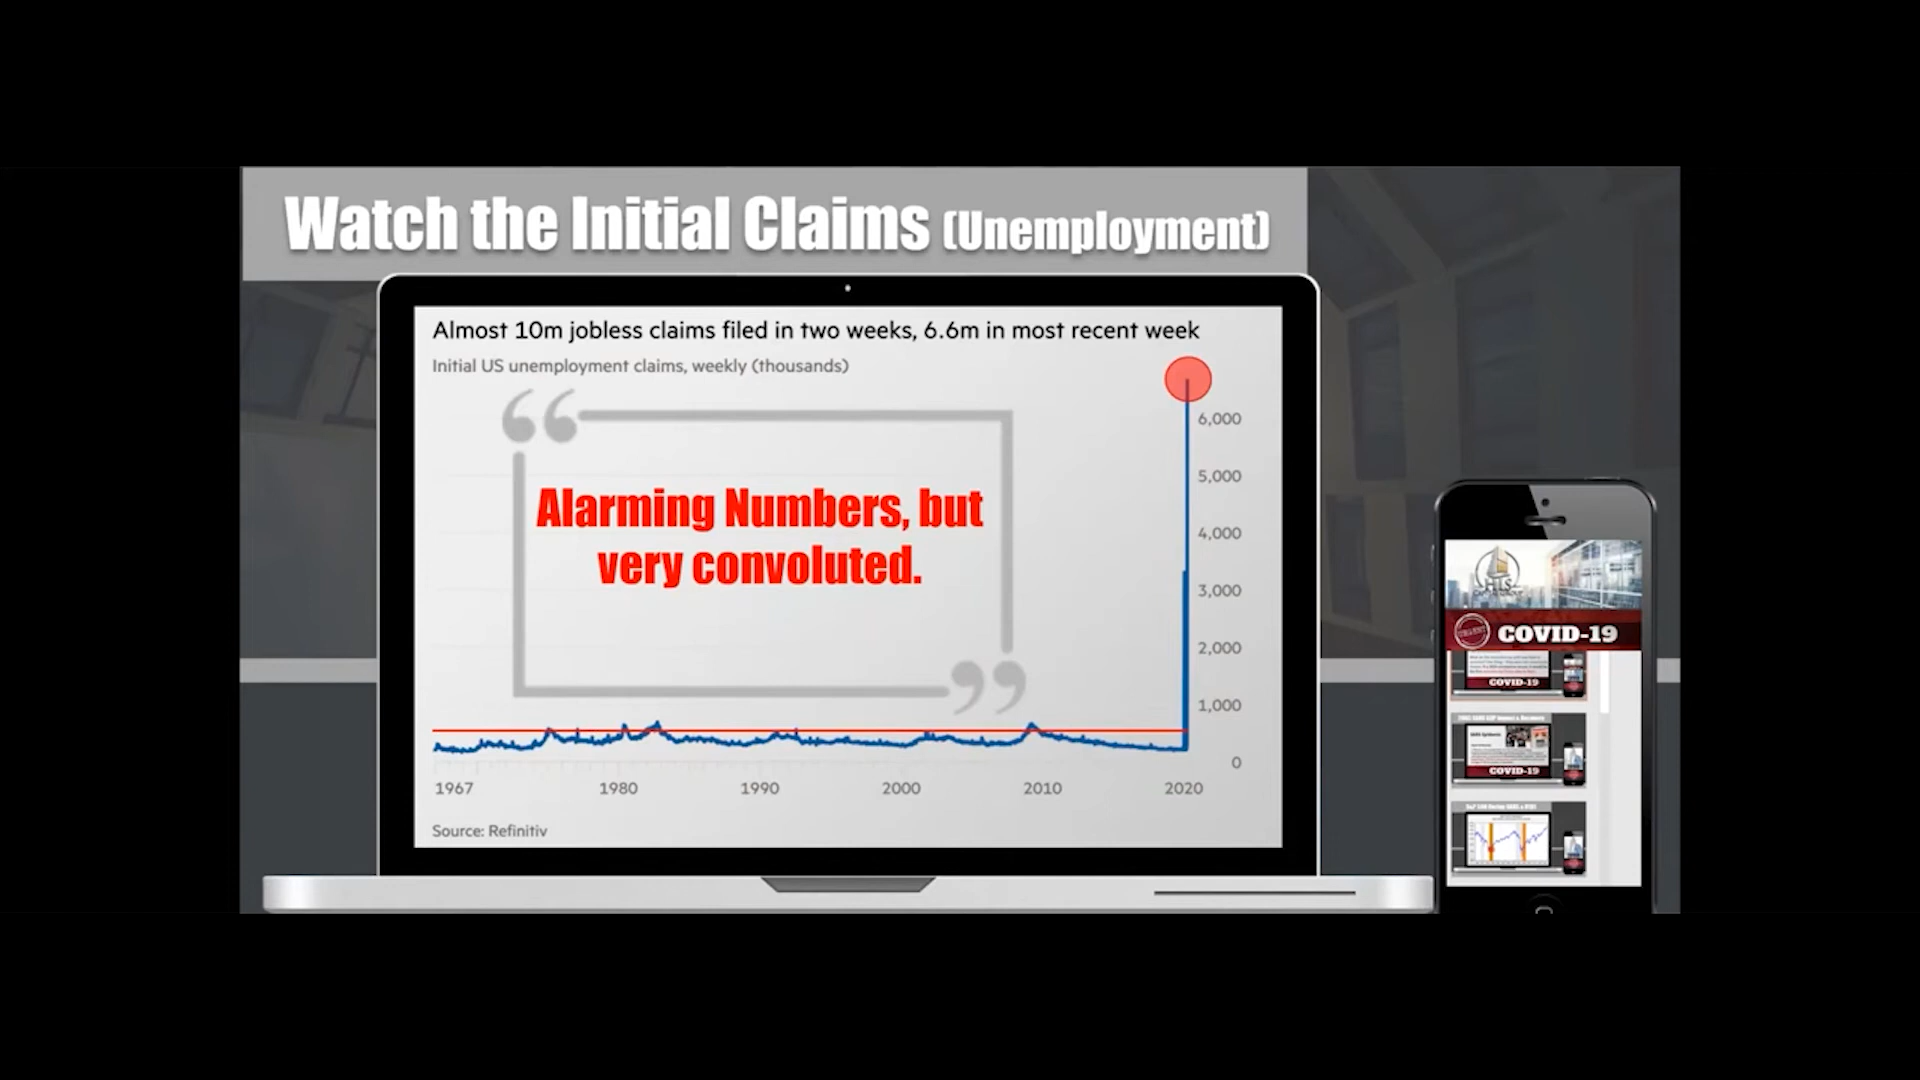 Watch the Initial Claims (Unemployment)
Almost 10m jobless claims filed in two weeks, 6.6m in most recent week
Initial US unemployment claims, weekly (thousands)
“
Alarming Numbers, but
very convoluted.
”
6,000
5,000
4,000
3,000
2,000
1,000
0
1967 1980 1990 2000 2010 2020
Source: Refinitiv
HLS
COVID-19
COVID-19
COVID-19